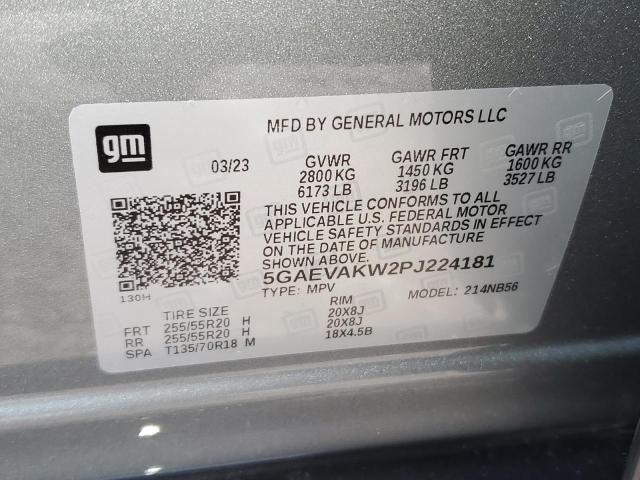 gm
MFD BY GENERAL MOTORS LLC
03/23 GVWR GAWR FRT GAWR RR
2800 KG 1450 KG 1600 KG
6173 LB 3196 LB 3527 LB
THIS VEHICLE CONFORMS TO ALL
APPLICABLE U.S. FEDERAL MOTOR
VEHICLE SAFETY STANDARDS IN EFFECT
ON THE DATE OF MANUFACTURE
SHOWN ABOVE.
5GAEVAKW2PJ224181
130H
TYPE: MPV MODEL: 214NB56
TIRE SIZE RIM
FRT 255/55R20 H 20X8J
RR 255/55R20 H 20X8J
SPA T135/70R18 M 18X4.5B